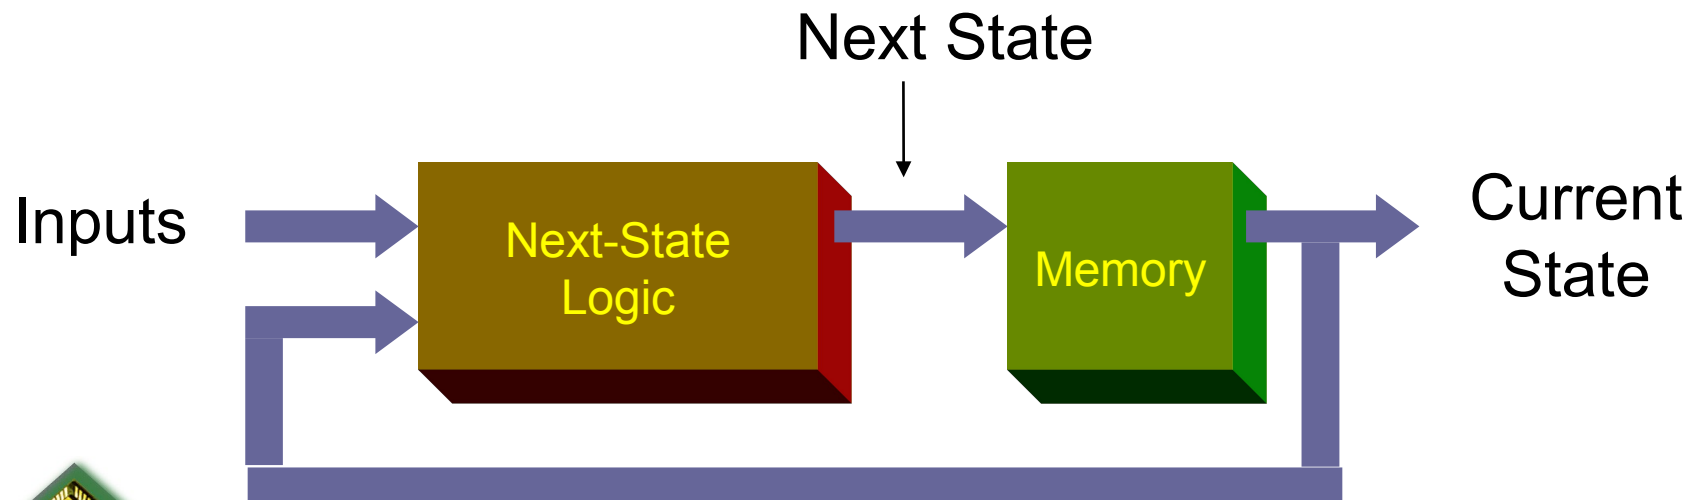 Next State
Inputs
Next-State
Logic
Memory
Current
State